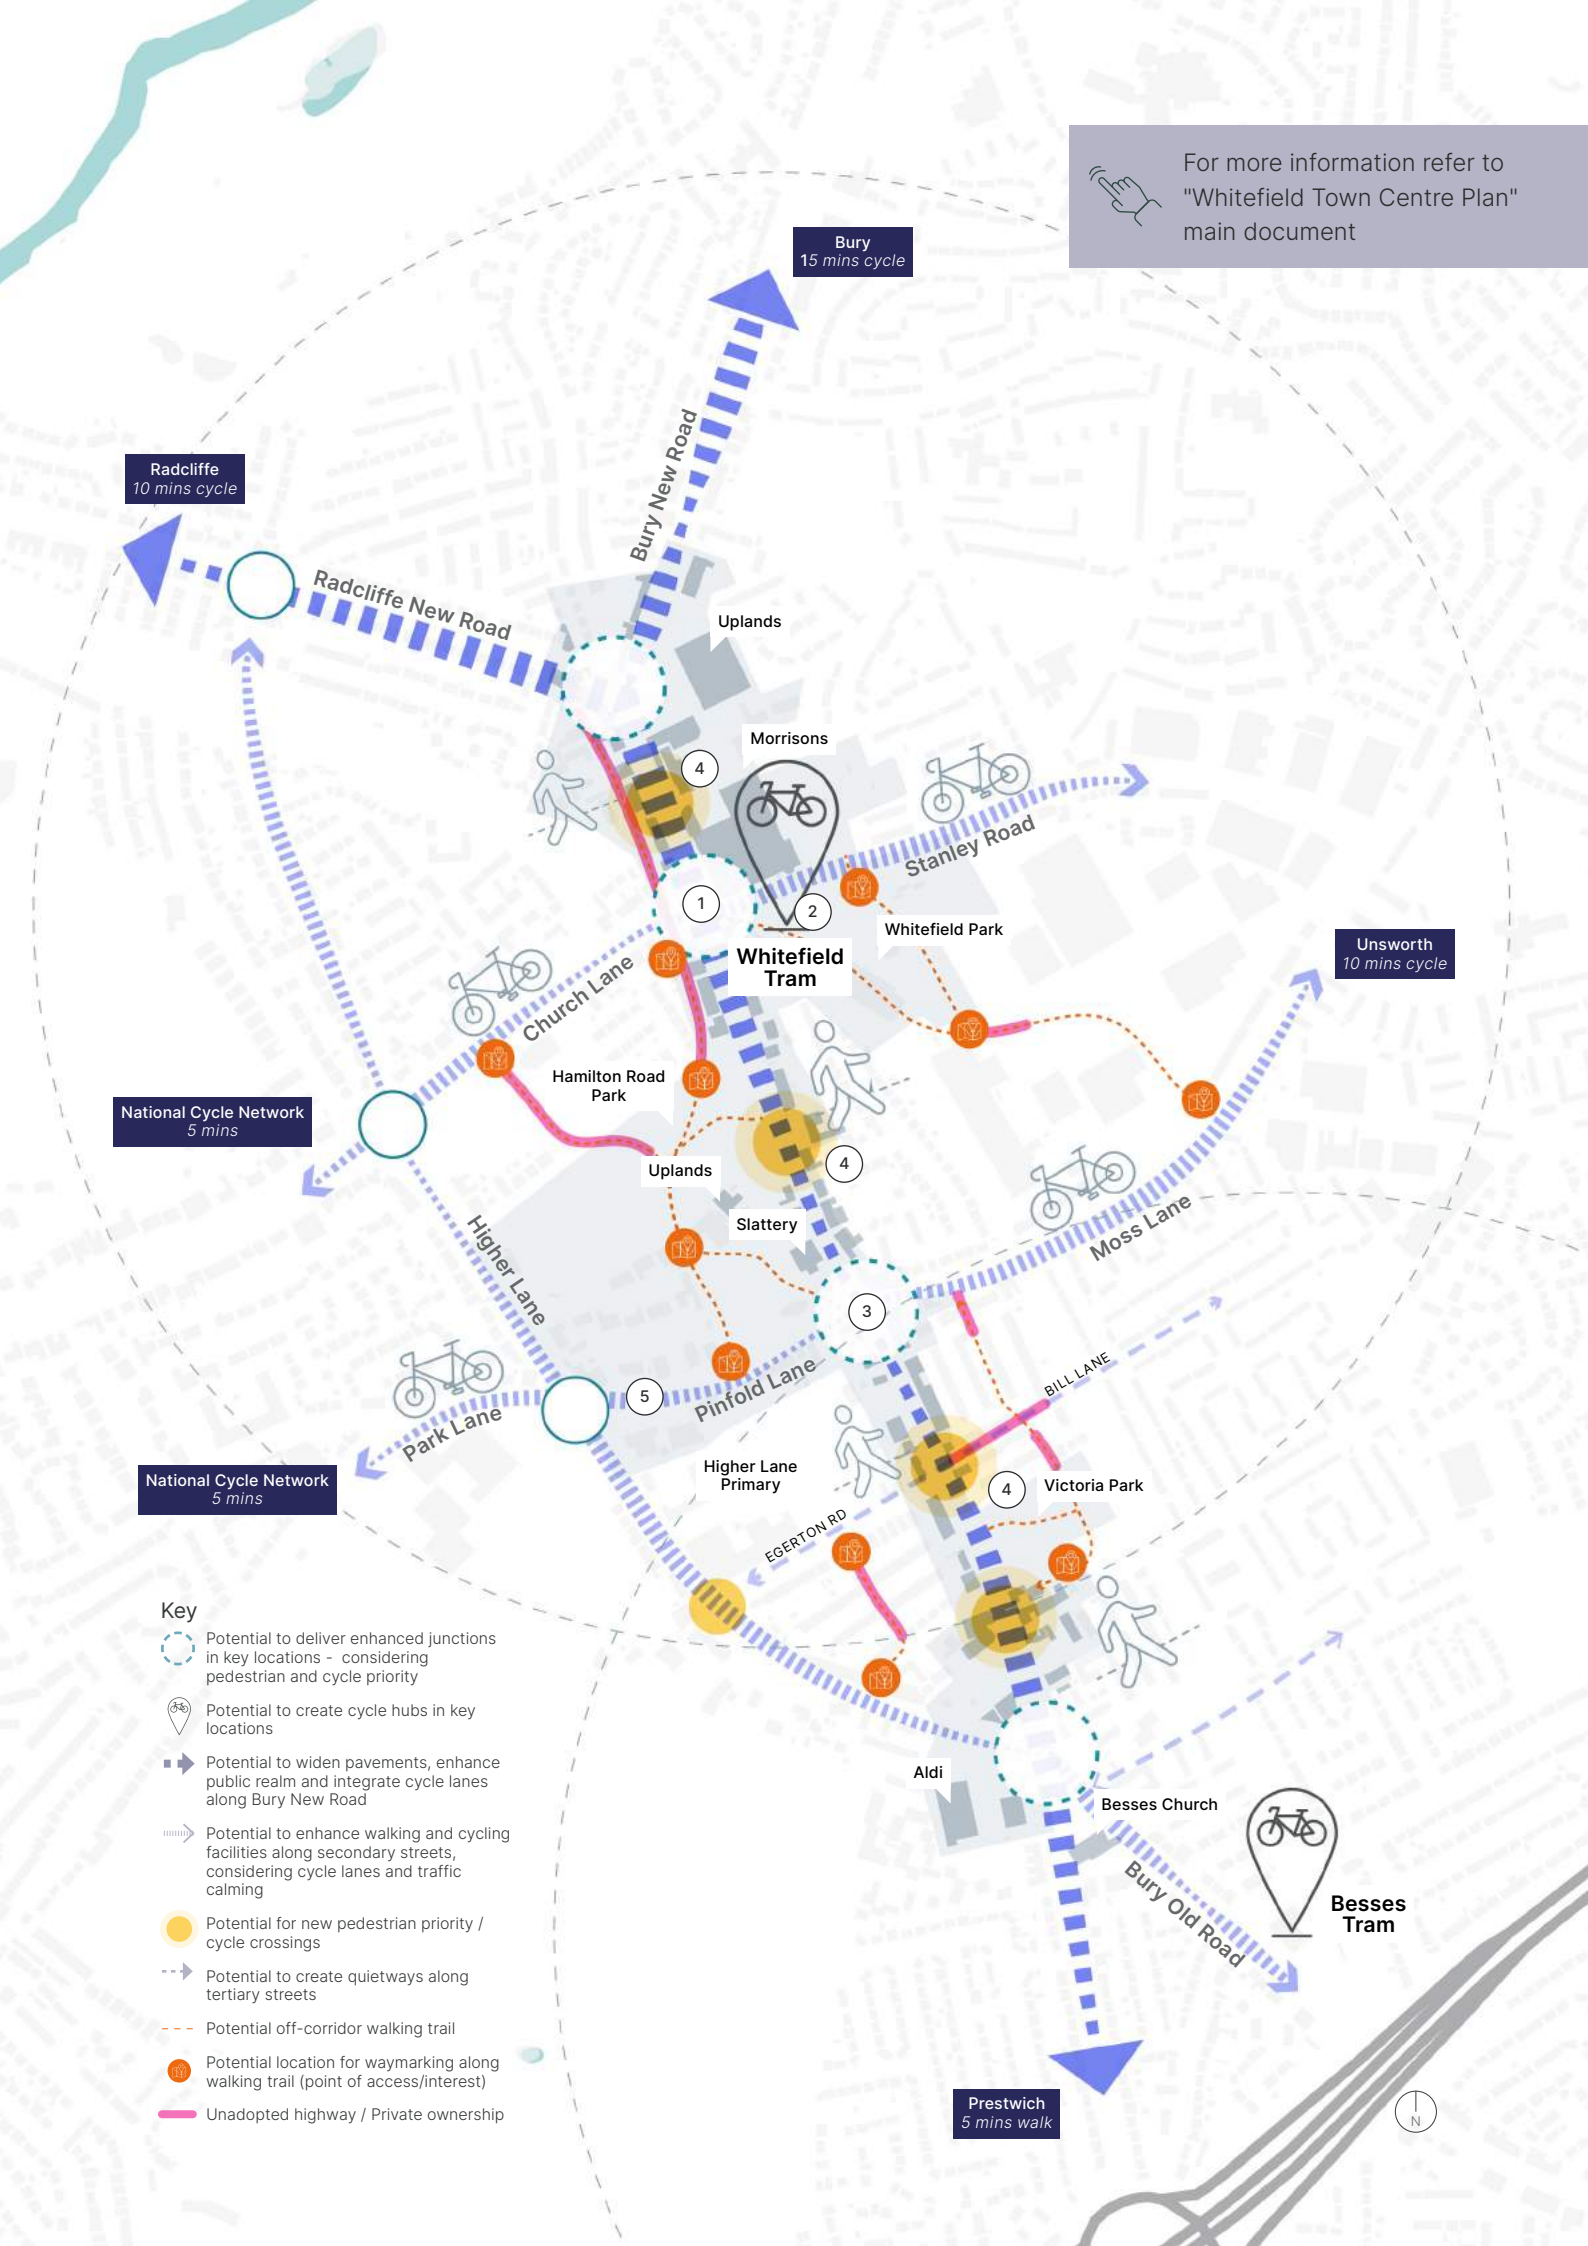 For more information refer to
"Whitefield Town Centre Plan"
main document
Bury
15 mins cycle
Bury New Road
Radcliffe
10 mins cycle
Radcliffe New Road
Uplands
Morrisons
4
Stanley Road
1
2
Whitefield Park
Whitefield
Tram
Unsworth
10 mins cycle
Church Lane
Hamilton Road
Park
National Cycle Network
5 mins
Uplands
4
Slattery
Moss Lane
Higher Lane
3
BILL LANE
5
Pinfold Lane
Park Lane
Higher Lane
Primary
National Cycle Network
5 mins
4
Victoria Park
EGERTON RD
Aldi
Besses Church
Bury Old Road
Besses
Tram
Prestwich
5 mins walk
N
Key
Potential to deliver enhanced junctions
in key locations - considering
pedestrian and cycle priority
Potential to create cycle hubs in key
locations
Potential to widen pavements, enhance
public realm and integrate cycle lanes
along Bury New Road
Potential to enhance walking and cycling
facilities along secondary streets,
considering cycle lanes and traffic
calming
Potential for new pedestrian priority /
cycle crossings
Potential to create quietways along
tertiary streets
Potential off-corridor walking trail
Potential location for waymarking along
walking trail (point of access/interest)
Unadopted highway / Private ownership